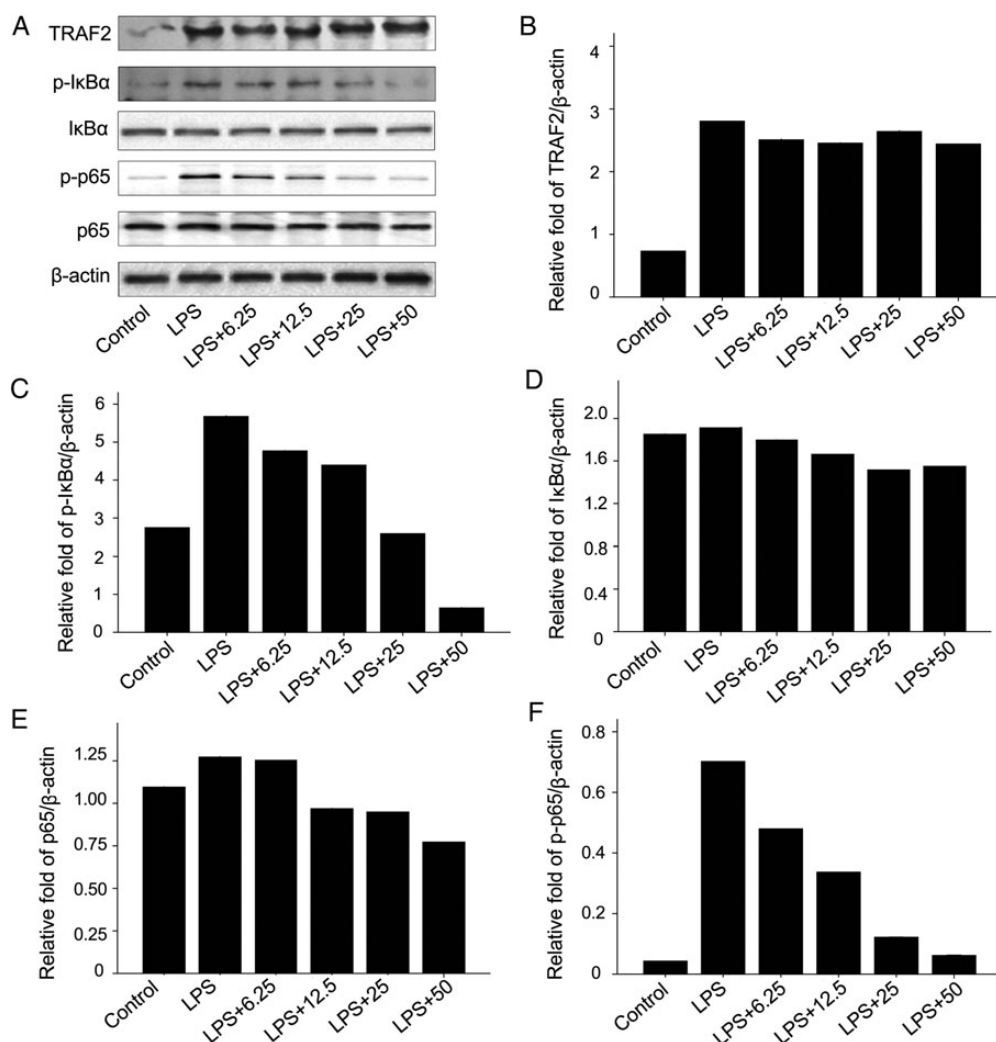 A
TRAF2
p-IκBα
IκBα
p-p65
p65
β-actin
Control
LPS
LPS+6.25
LPS+12.5
LPS+25
LPS+50
B
Relative fold of TRAF2/β-actin
4
3
2
1
0
Control
LPS
LPS+6.25
LPS+12.5
LPS+25
LPS+50
C
Relative fold of p-IκBα/β-actin
6
5
4
3
2
1
0
Control
LPS
LPS+6.25
LPS+12.5
LPS+25
LPS+50
D
Relative fold of IκBα/β-actin
2.0
1.6
1.2
0.8
0.4
0
Control
LPS
LPS+6.25
LPS+12.5
LPS+25
LPS+50
E
Relative fold of p65/β-actin
1.25
1.00
0.75
0.50
0.25
0
Control
LPS
LPS+6.25
LPS+12.5
LPS+25
LPS+50
F
Relative fold of p-p65/β-actin
0.8
0.6
0.4
0.2
0
Control
LPS
LPS+6.25
LPS+12.5
LPS+25
LPS+50